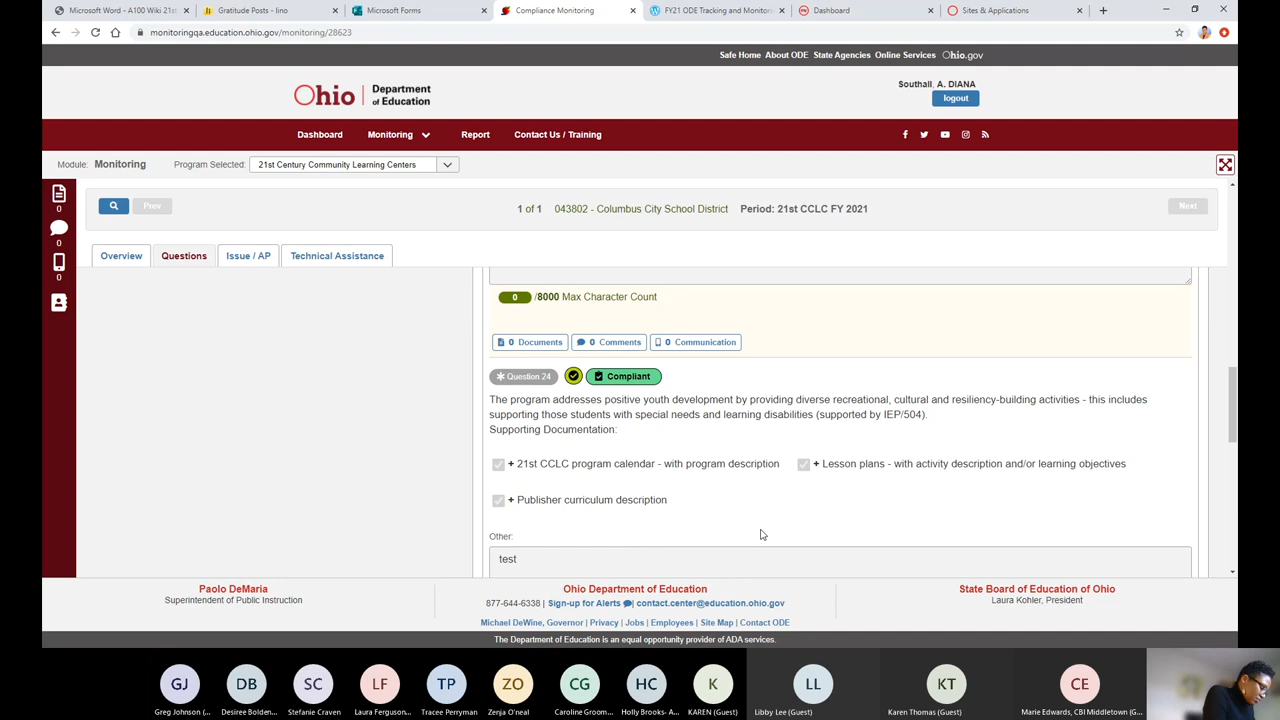 Microsoft Word - A100 Wiki 21st
Gratitude Posts - Iino
Microsoft Forms
Compliance Monitoring
FY21 ODE Tracking and Monitori
Dashboard
Sites & Applications
monitoringqa.education.ohio.gov/monitoring/28623
Safe Home About ODE State Agencies Online Services Ohio.gov
Ohio Department of Education
Southall, A. DIANA
logout
Dashboard Monitoring Report Contact Us / Training
Module: Monitoring Program Selected: 21st Century Community Learning Centers
0
0
0
Prev
1 of 1 043802 - Columbus City School District Period: 21st CCLC FY 2021
Next
Overview Questions Issue / AP Technical Assistance
0 /8000 Max Character Count
0 Documents 0 Comments 0 Communication
Question 24 Compliant
The program addresses positive youth development by providing diverse recreational, cultural and resiliency-building activities - this includes
supporting those students with special needs and learning disabilities (supported by IEP/504).
Supporting Documentation:
+ 21st CCLC program calendar - with program description + Lesson plans - with activity description and/or learning objectives
+ Publisher curriculum description
Other:
test
Paolo DeMaria
Superintendent of Public Instruction
Ohio Department of Education
877-644-6338 | Sign-up for Alerts | contact.center@education.ohio.gov
Michael DeWine, Governor | Privacy | Jobs | Employees | Site Map | Contact ODE
State Board of Education of Ohio
Laura Kohler, President
The Department of Education is an equal opportunity provider of ADA services.
GJ DB SC LF TP ZO CG HC K LL KT CE
Greg Johnson (... Desiree Bolden... Stefanie Craven Laura Ferguson... Tracee Perryman Zenja O'neal Caroline Groom... Holly Brooks- A... KAREN (Guest) Libby Lee (Guest) Karen Thomas (Guest) Marie Edwards, CBI Middletown (G...